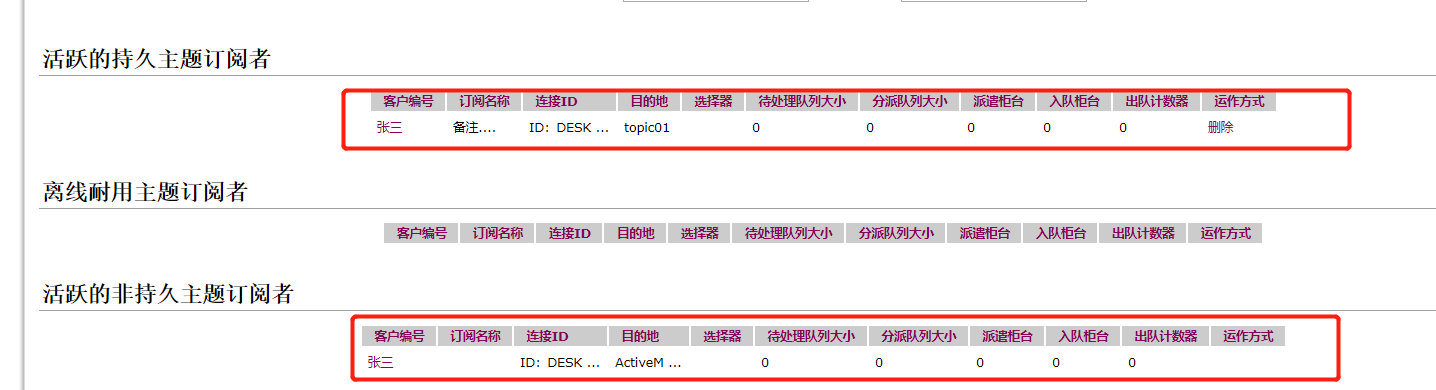 活跃的持久主题订阅者
客户编号 订阅名称 连接ID 目的地 选择器 待处理队列大小 分派队列大小 派遣柜台 入队柜台 出队计数器 运作方式
张三 备注.... ID: DESK ... topic01 0 0 0 0 0 删除
离线耐用主题订阅者
客户编号 订阅名称 连接ID 目的地 选择器 待处理队列大小 分派队列大小 派遣柜台 入队柜台 出队计数器 运作方式
活跃的非持久主题订阅者
客户编号 订阅名称 连接ID 目的地 选择器 待处理队列大小 分派队列大小 派遣柜台 入队柜台 出队计数器 运作方式
张三 ID: DESK ... ActiveM ... 0 0 0 0 0